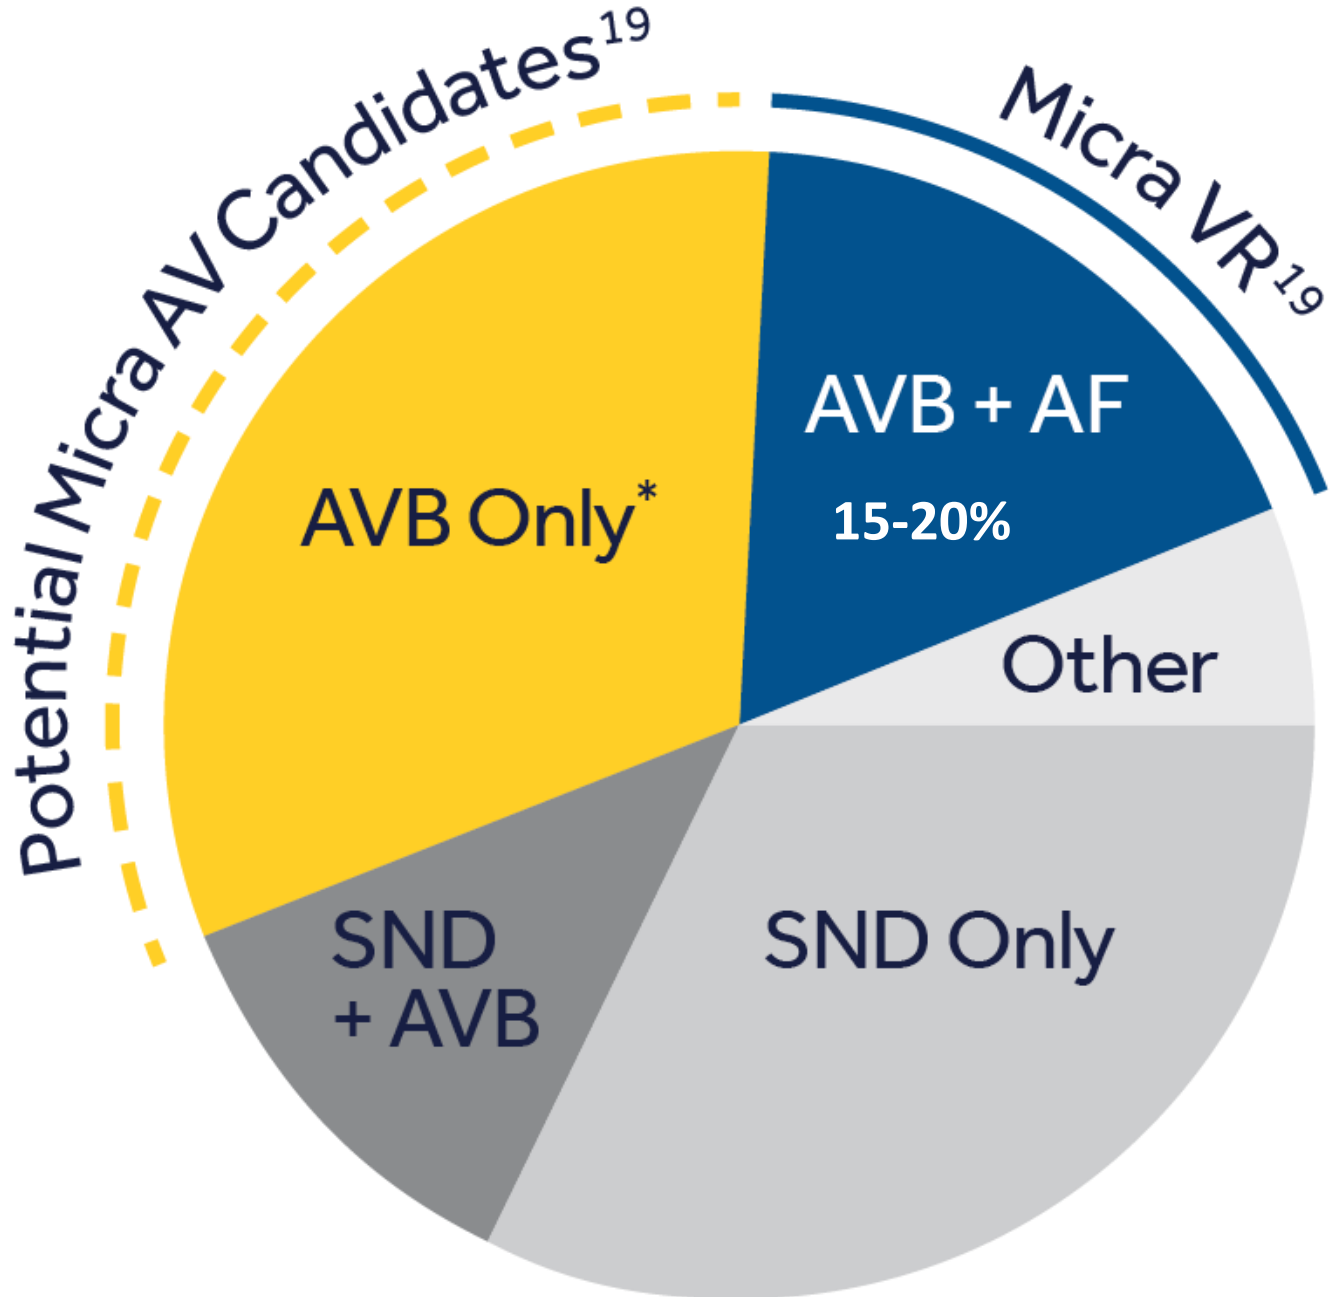 Potential Micra AV Candidates¹⁹
Micra VR¹⁹
AVB + AF
15-20%
AVB Only*
Other
SND
+ AVB
SND Only